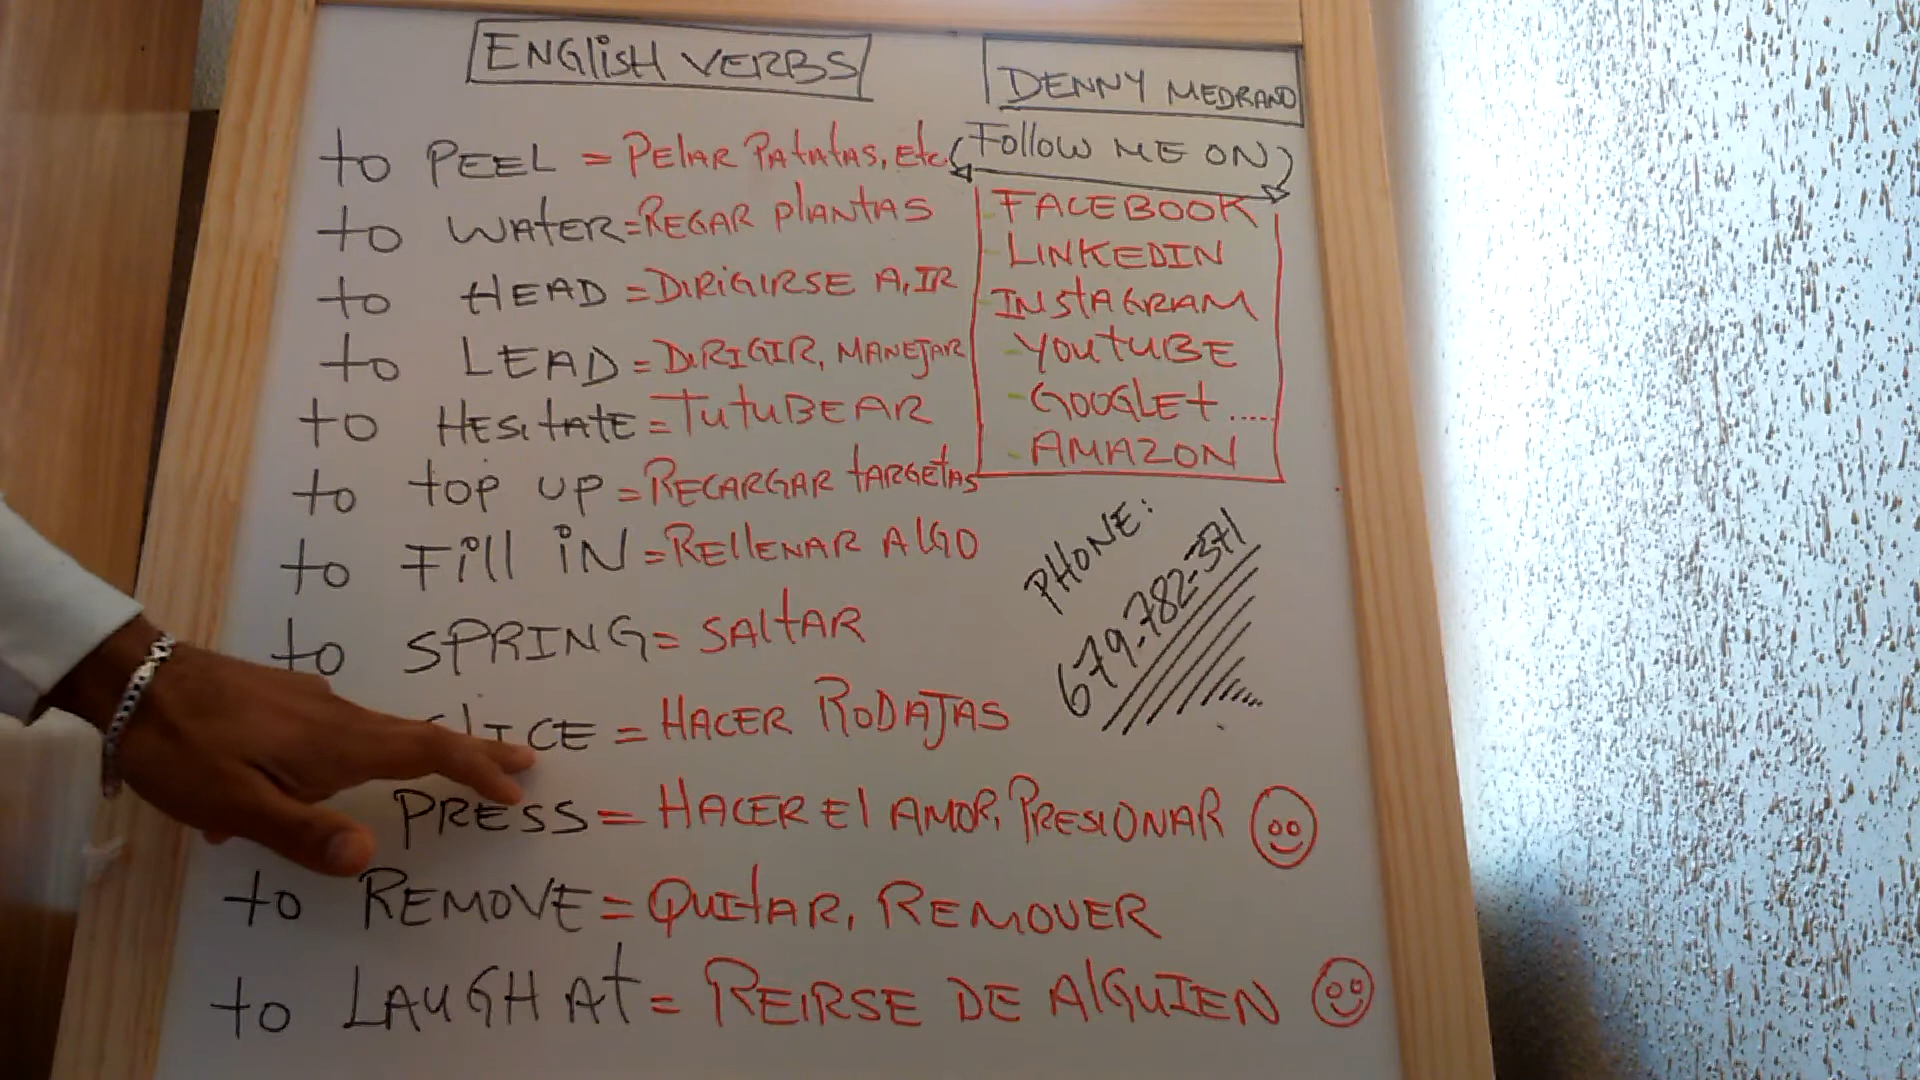 ENGLISH VERBS
DENNY MEDRANO
Follow ME ON
to PEEL = PElAR PAtAtAS, Etc.
to WAtER = REGAR PlANtAS
to HEAD = DIRIGIRSE A, IR
to LEAD = DIRIGIR, MANEJAR
to HESItAtE = TutuBEAR
to toP UP = RECARGAR tARGEtAS
to Fill iN = REllENAR AlGO
to SPRING = SAltAR
SlICE = HACER RODAJAS
PRESS = HACER El AMOR, PRESIONAR
to REMOVE = QUItAR, REMOVER
to LAUGH At = REIRSE DE AlGUIEN
- FACEBOOK
- LINKEDIN
- INStAGRAM
- YOUtUBE
- GOOGLE+.....
- AMAZON
PHONE:
679-782-371